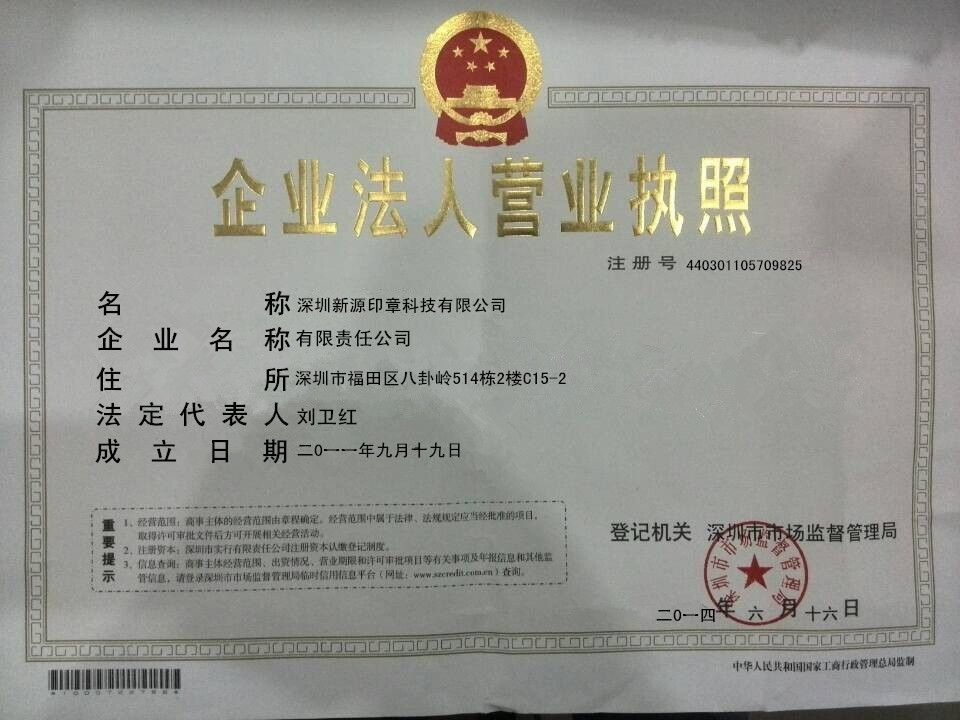 企业法人营业执照
注册号 440301105709825
名称 深圳新源印章科技有限公司
企业名称 有限责任公司
住所 深圳市福田区八卦岭514栋2楼C15-2
法定代表人 刘卫红
成立日期 二0一一年九月十九日
重要提示
1、经营范围：商事主体的经营范围由章程确定。经营范围中属于法律、法规规定应当经批准的项目，
取得许可审批文件后方可开展相关经营活动。
2、注册资本：深圳市实行有限责任公司注册资本认缴登记制度。
3、信息查询：商事主体经营范围、出资情况、营业期限和许可审批项目等有关事项及年报信息和其他监
管信息，请登录深圳市市场监督管理局临时信用信息平台（网址：www.szcredit.com.cn）查询。
登记机关 深圳市市场监督管理局
深圳市市场监督管理局
二0一四年六月十六日
中华人民共和国国家工商行政管理总局监制